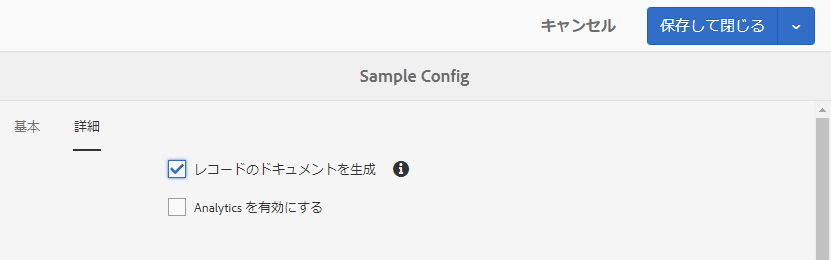 キャンセル
保存して閉じる
Sample Config
基本
詳細
レコードのドキュメントを生成
Analytics を有効にする